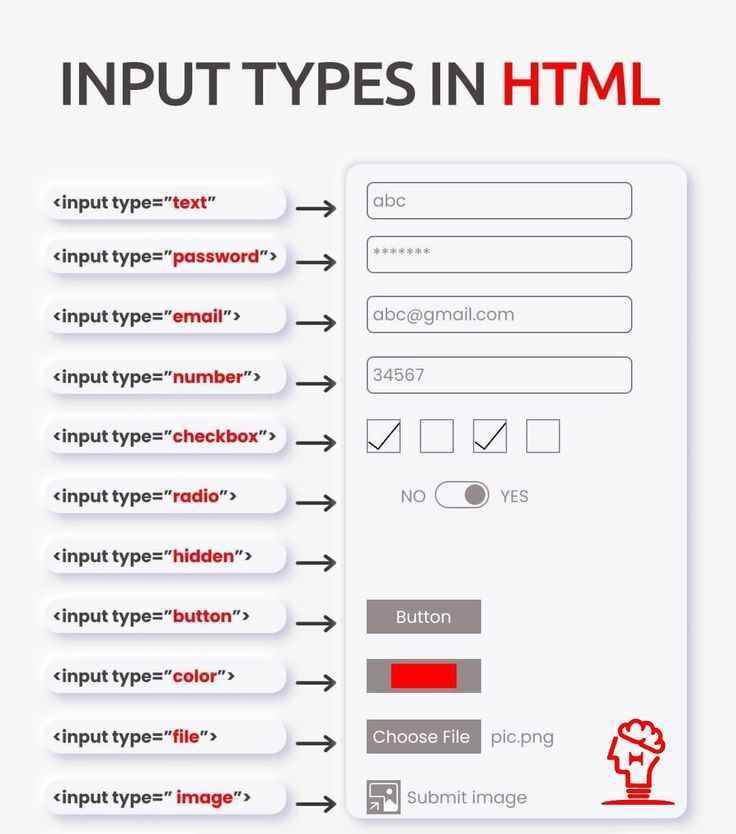 INPUT TYPES IN HTML
<input type=”text” abc
<input type=”password”> *******
<input type=”email”> abc@gmail.com
<input type=”number”> 34567
<input type=”checkbox”>
<input type=”radio”> NO YES
<input type=”hidden”>
<input type=”button”> Button
<input type=”color”>
<input type=”file”> Choose File pic.png
<input type=” image”> Submit image